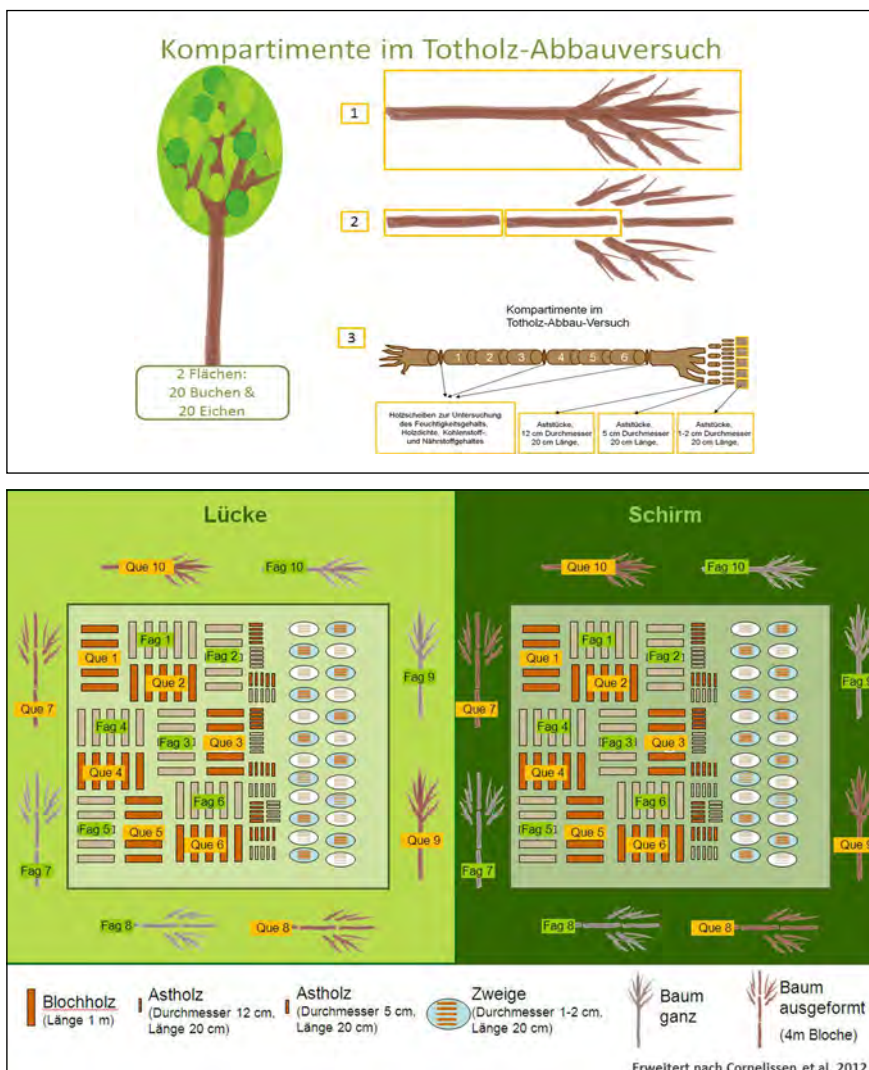 Kompartimente im Totholz-Abbauversuch
1
2
Kompartimente im
Totholz-Abbau-Versuch
3
1 2 3 4 5 6
2 Flächen:
20 Buchen &
20 Eichen
Holzscheiben zur Untersuchung
des Feuchtigkeitsgehalts,
Holzdichte, Kohlenstoff-
und Nährstoffgehaltes
Aststücke,
12 cm Durchmesser
20 cm Länge,
Aststücke,
5 cm Durchmesser
20 cm Länge,
Aststücke,
1-2 cm Durchmesser
20 cm Länge,
Lücke
Que 10
Fag 10
Que 1
Fag 1
Fag 2
Que 2
Fag 9
Que 7
Fag 4
Fag 3
Que 3
Que 4
Fag 6
Fag 5
Que 5
Que 6
Que 9
Fag 7
Fag 8
Que 8
Schirm
Que 10
Fag 10
Que 1
Fag 1
Fag 2
Que 2
Fag 9
Que 7
Fag 4
Fag 3
Que 3
Que 4
Fag 6
Fag 5
Que 5
Que 6
Que 9
Fag 7
Fag 8
Que 8
Blochholz
(Länge 1 m)
Astholz
(Durchmesser 12 cm,
Länge 20 cm)
Astholz
(Durchmesser 5 cm,
Länge 20 cm)
Zweige
(Durchmesser 1-2 cm,
Länge 20 cm)
Baum
ganz
Baum
ausgeformt
(4m Bloche)
Erweitert nach Cornelissen et al. 2012